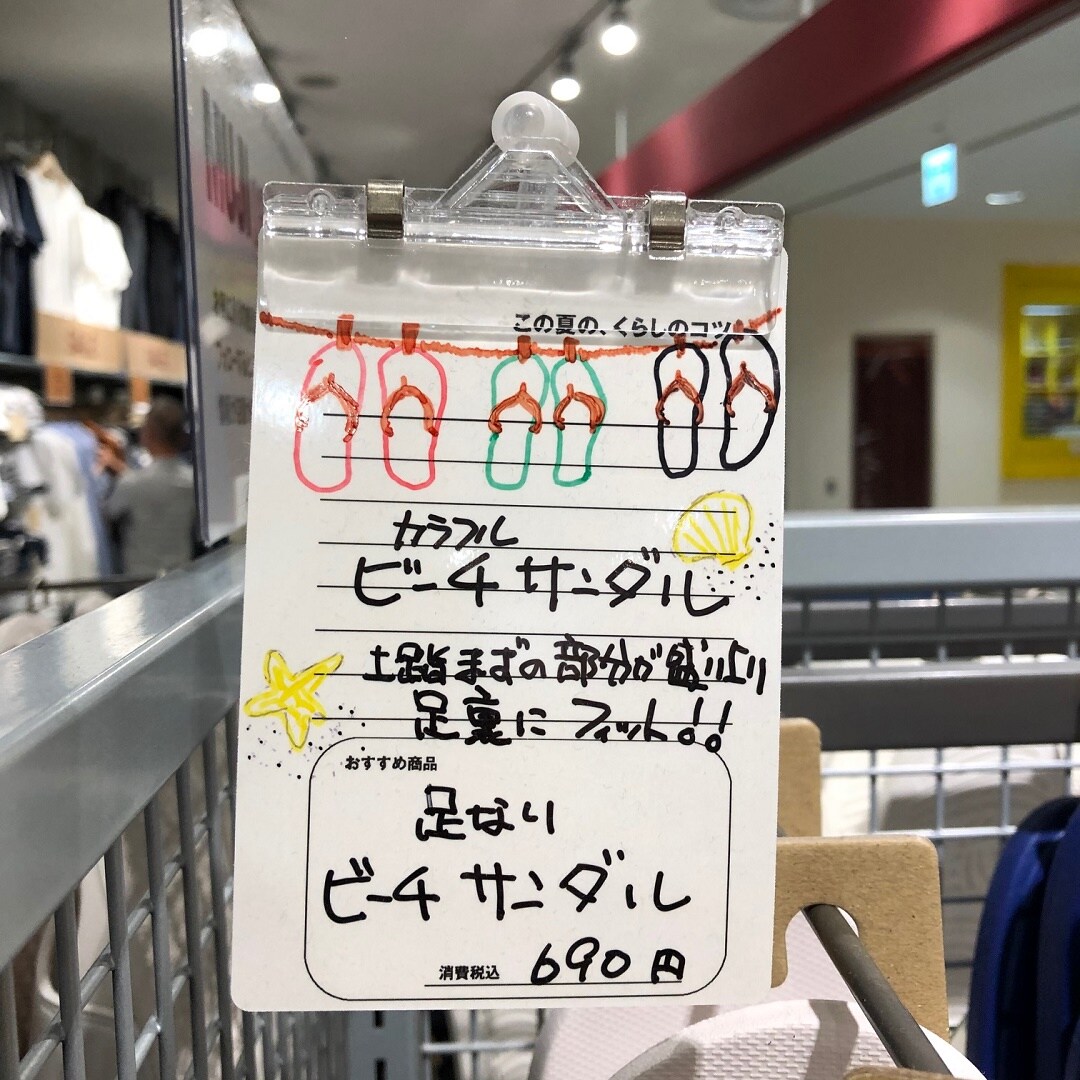 この夏の、くらしのコツ
カラフル
ビーチサンダル
土踏まずの部分が盛り上り
足裏にフィット!!
おすすめ商品
足なり
ビーチサンダル
消費税込 690円